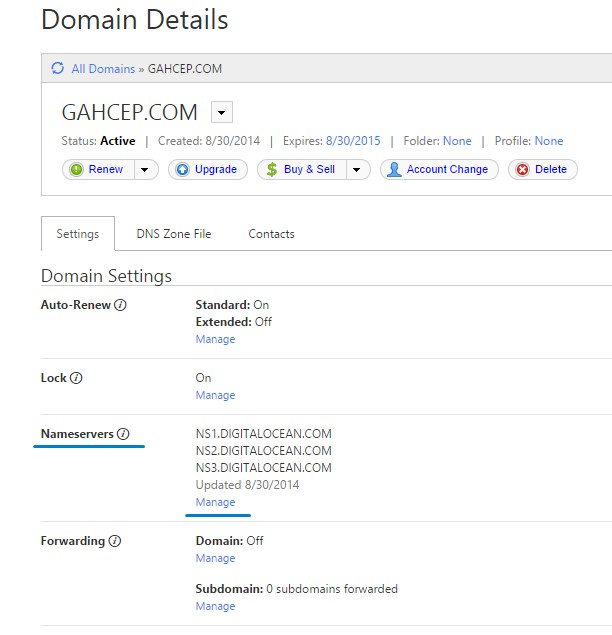 Domain Details
All Domains » GAHCEP.COM
GAHCEP.COM
Status: Active | Created: 8/30/2014 | Expires: 8/30/2015 | Folder: None | Profile: None
Renew Upgrade Buy & Sell Account Change Delete
Settings DNS Zone File Contacts
Domain Settings
Auto-Renew Standard: On
Extended: Off
Manage
Lock On
Manage
Nameservers NS1.DIGITALOCEAN.COM
NS2.DIGITALOCEAN.COM
NS3.DIGITALOCEAN.COM
Updated 8/30/2014
Manage
Forwarding Domain: Off
Manage
Subdomain: 0 subdomains forwarded
Manage